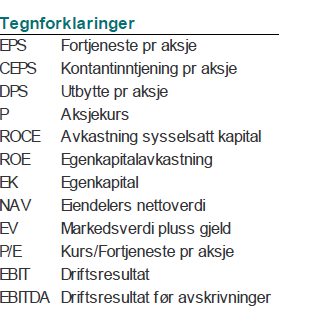 Tegnforklaringer
EPS Fortjeneste pr aksje
CEPS Kontantinntjening pr aksje
DPS Utbytte pr aksje
P Aksjekurs
ROCE Avkastning sysselsatt kapital
ROE Egenkapitalavkastning
EK Egenkapital
NAV Eiendelers nettoverdi
EV Markedsverdi pluss gjeld
P/E Kurs/Fortjeneste pr aksje
EBIT Driftsresultat
EBITDA Driftsresultat før avskrivninger